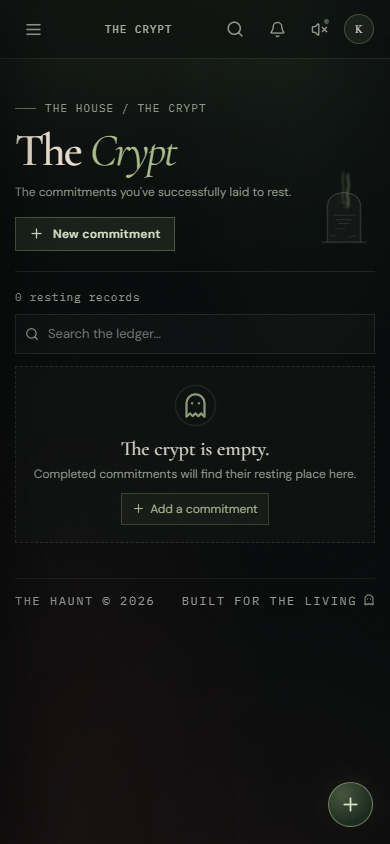 THE CRYPT
K
THE HOUSE / THE CRYPT
The Crypt
The commitments you've successfully laid to rest.
+ New commitment
0 resting records
Search the ledger…
The crypt is empty.
Completed commitments will find their resting place here.
+ Add a commitment
THE HAUNT © 2026 BUILT FOR THE LIVING
+